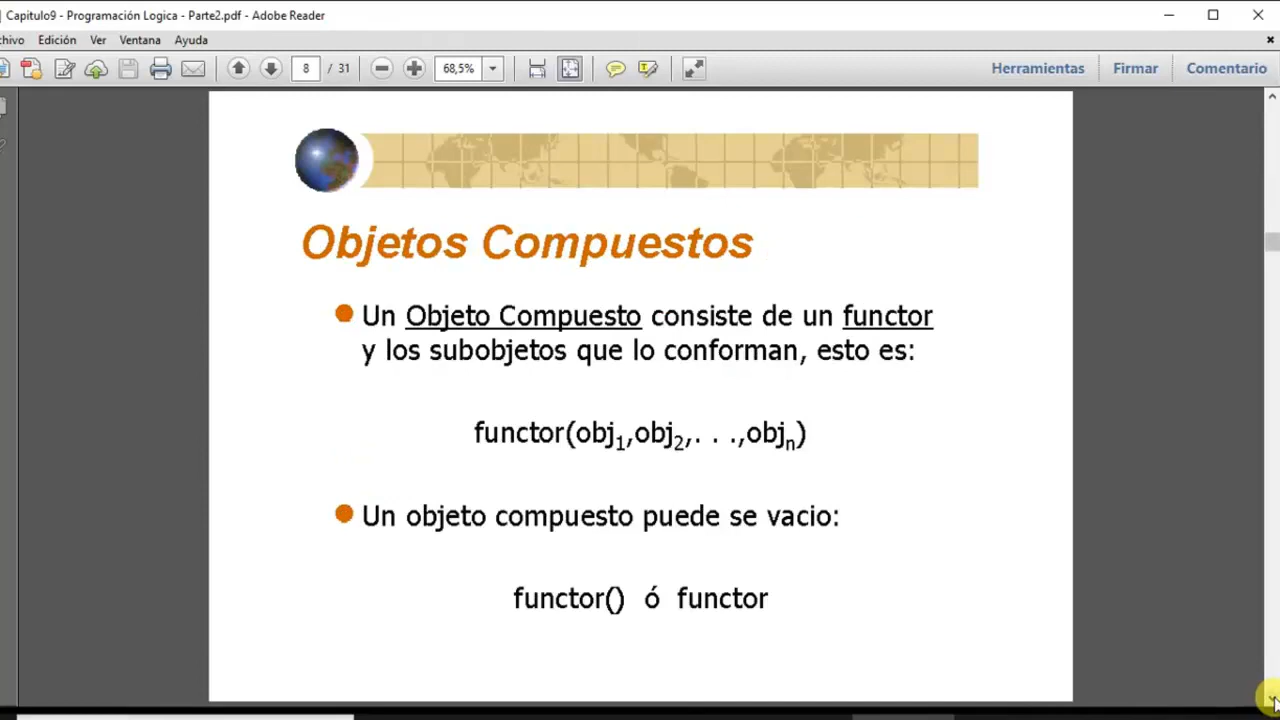 Capitulo9 - Programación Logica - Parte2.pdf - Adobe Reader
chivo Edición Ver Ventana Ayuda
8 / 31 68,5% Herramientas Firmar Comentario
Objetos Compuestos
Un Objeto Compuesto consiste de un functor
y los subobjetos que lo conforman, esto es:
functor(obj1,obj2,. . .,objn)
Un objeto compuesto puede se vacio:
functor() ó functor